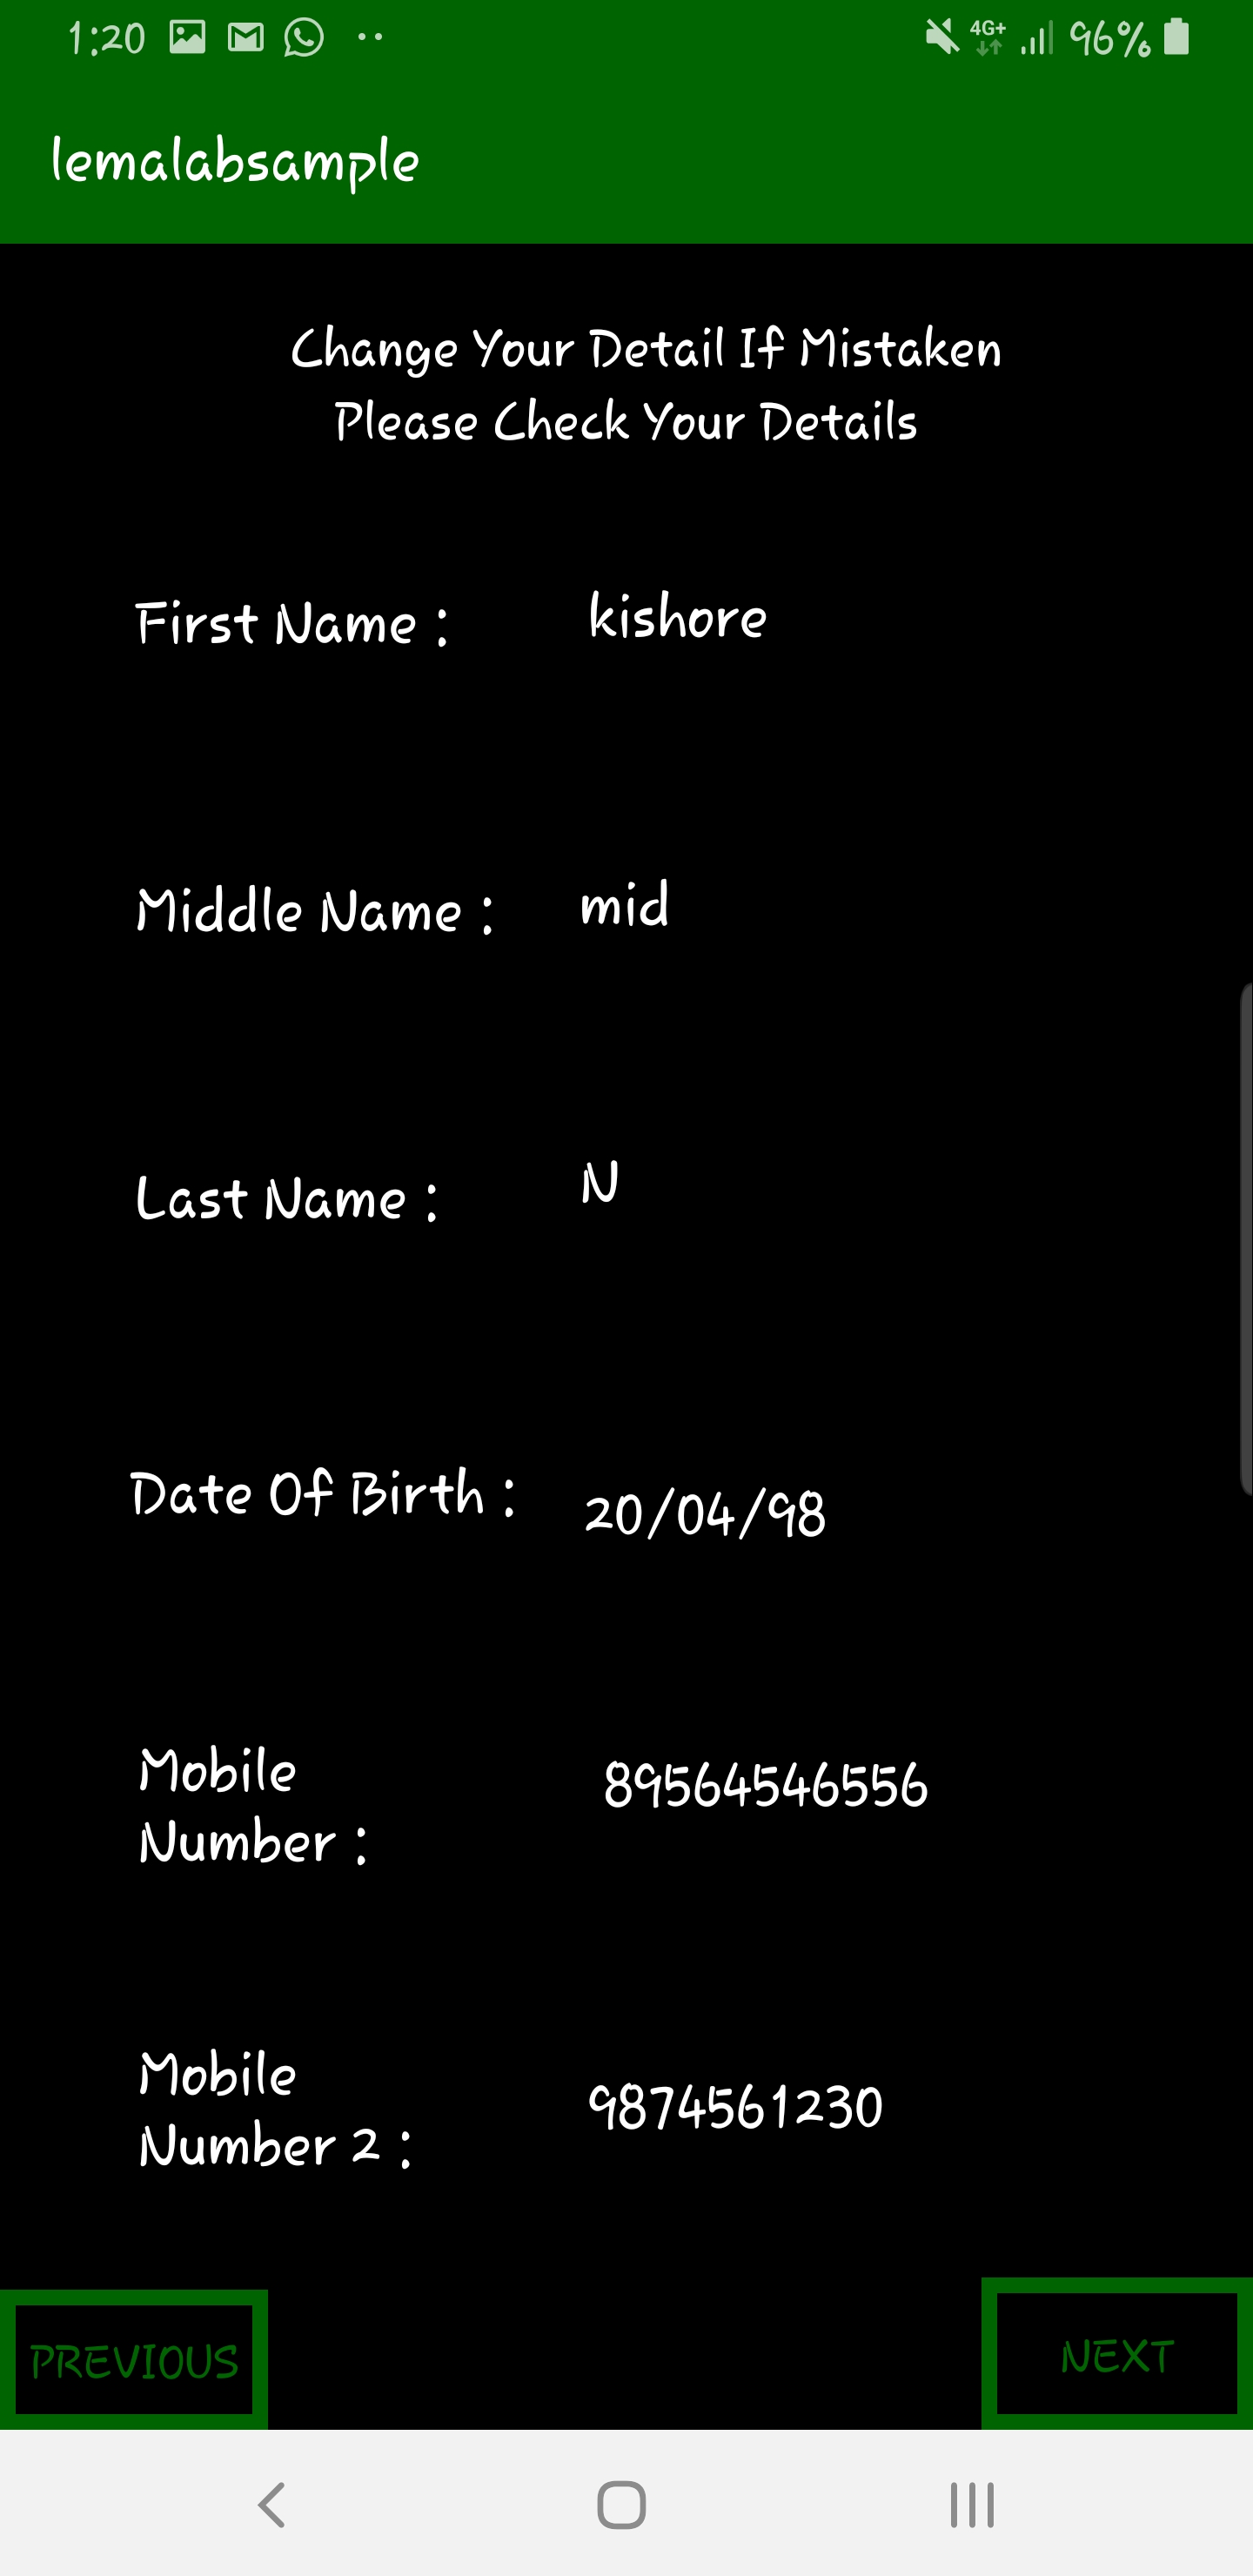 1:20 4G+ 96%
lemalabsample
Change Your Detail If Mistaken
Please Check Your Details
First Name : kishore
Middle Name : mid
Last Name : N
Date Of Birth : 20/04/98
Mobile
Number : 89564546556
Mobile
Number 2 : 9874561230
PREVIOUS NEXT